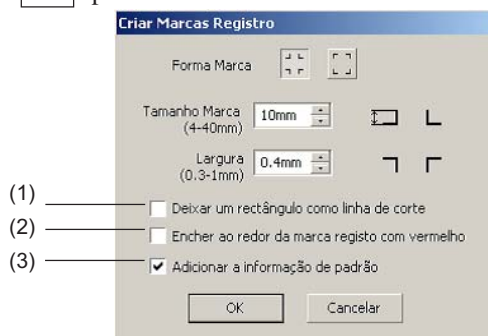 Criar Marcas Registro
Forma Marca
Tamanho Marca 10mm
(4-40mm)
Largura 0.4mm
(0.3-1mm)
(1) Deixar um rectângulo como linha de corte
(2) Encher ao redor da marca registo com vermelho
(3) Adicionar a informação de padrão
OK Cancelar